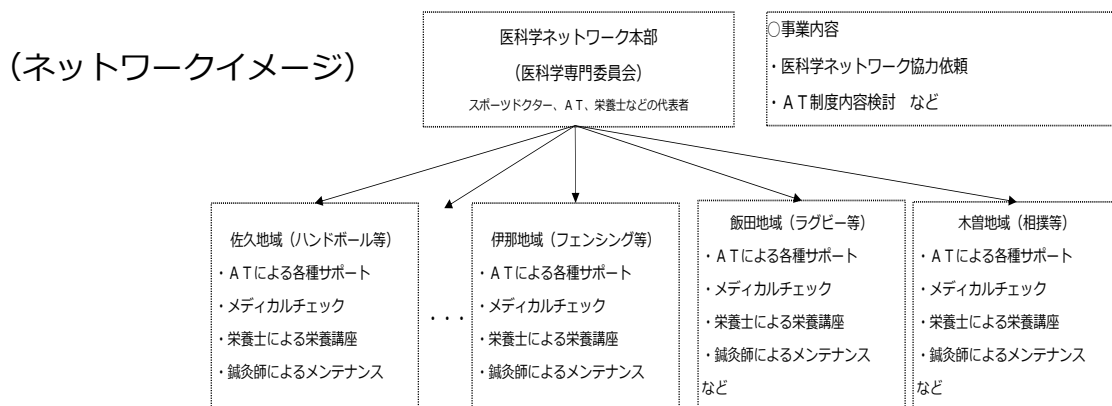 (ネットワークイメージ)
医科学ネットワーク本部
(医科学専門委員会)
スポーツドクター、AT、栄養士などの代表者
○事業内容
・医科学ネットワーク協力依頼
・AT制度内容検討 など
佐久地域(ハンドボール等)
・ATによる各種サポート
・メディカルチェック
・栄養士による栄養講座
・鍼灸師によるメンテナンス
・・・
伊那地域(フェンシング等)
・ATによる各種サポート
・メディカルチェック
・栄養士による栄養講座
・鍼灸師によるメンテナンス
飯田地域(ラグビー等)
・ATによる各種サポート
・メディカルチェック
・栄養士による栄養講座
・鍼灸師によるメンテナンス
など
木曽地域(相撲等)
・ATによる各種サポート
・メディカルチェック
・栄養士による栄養講座
・鍼灸師によるメンテナンス
など